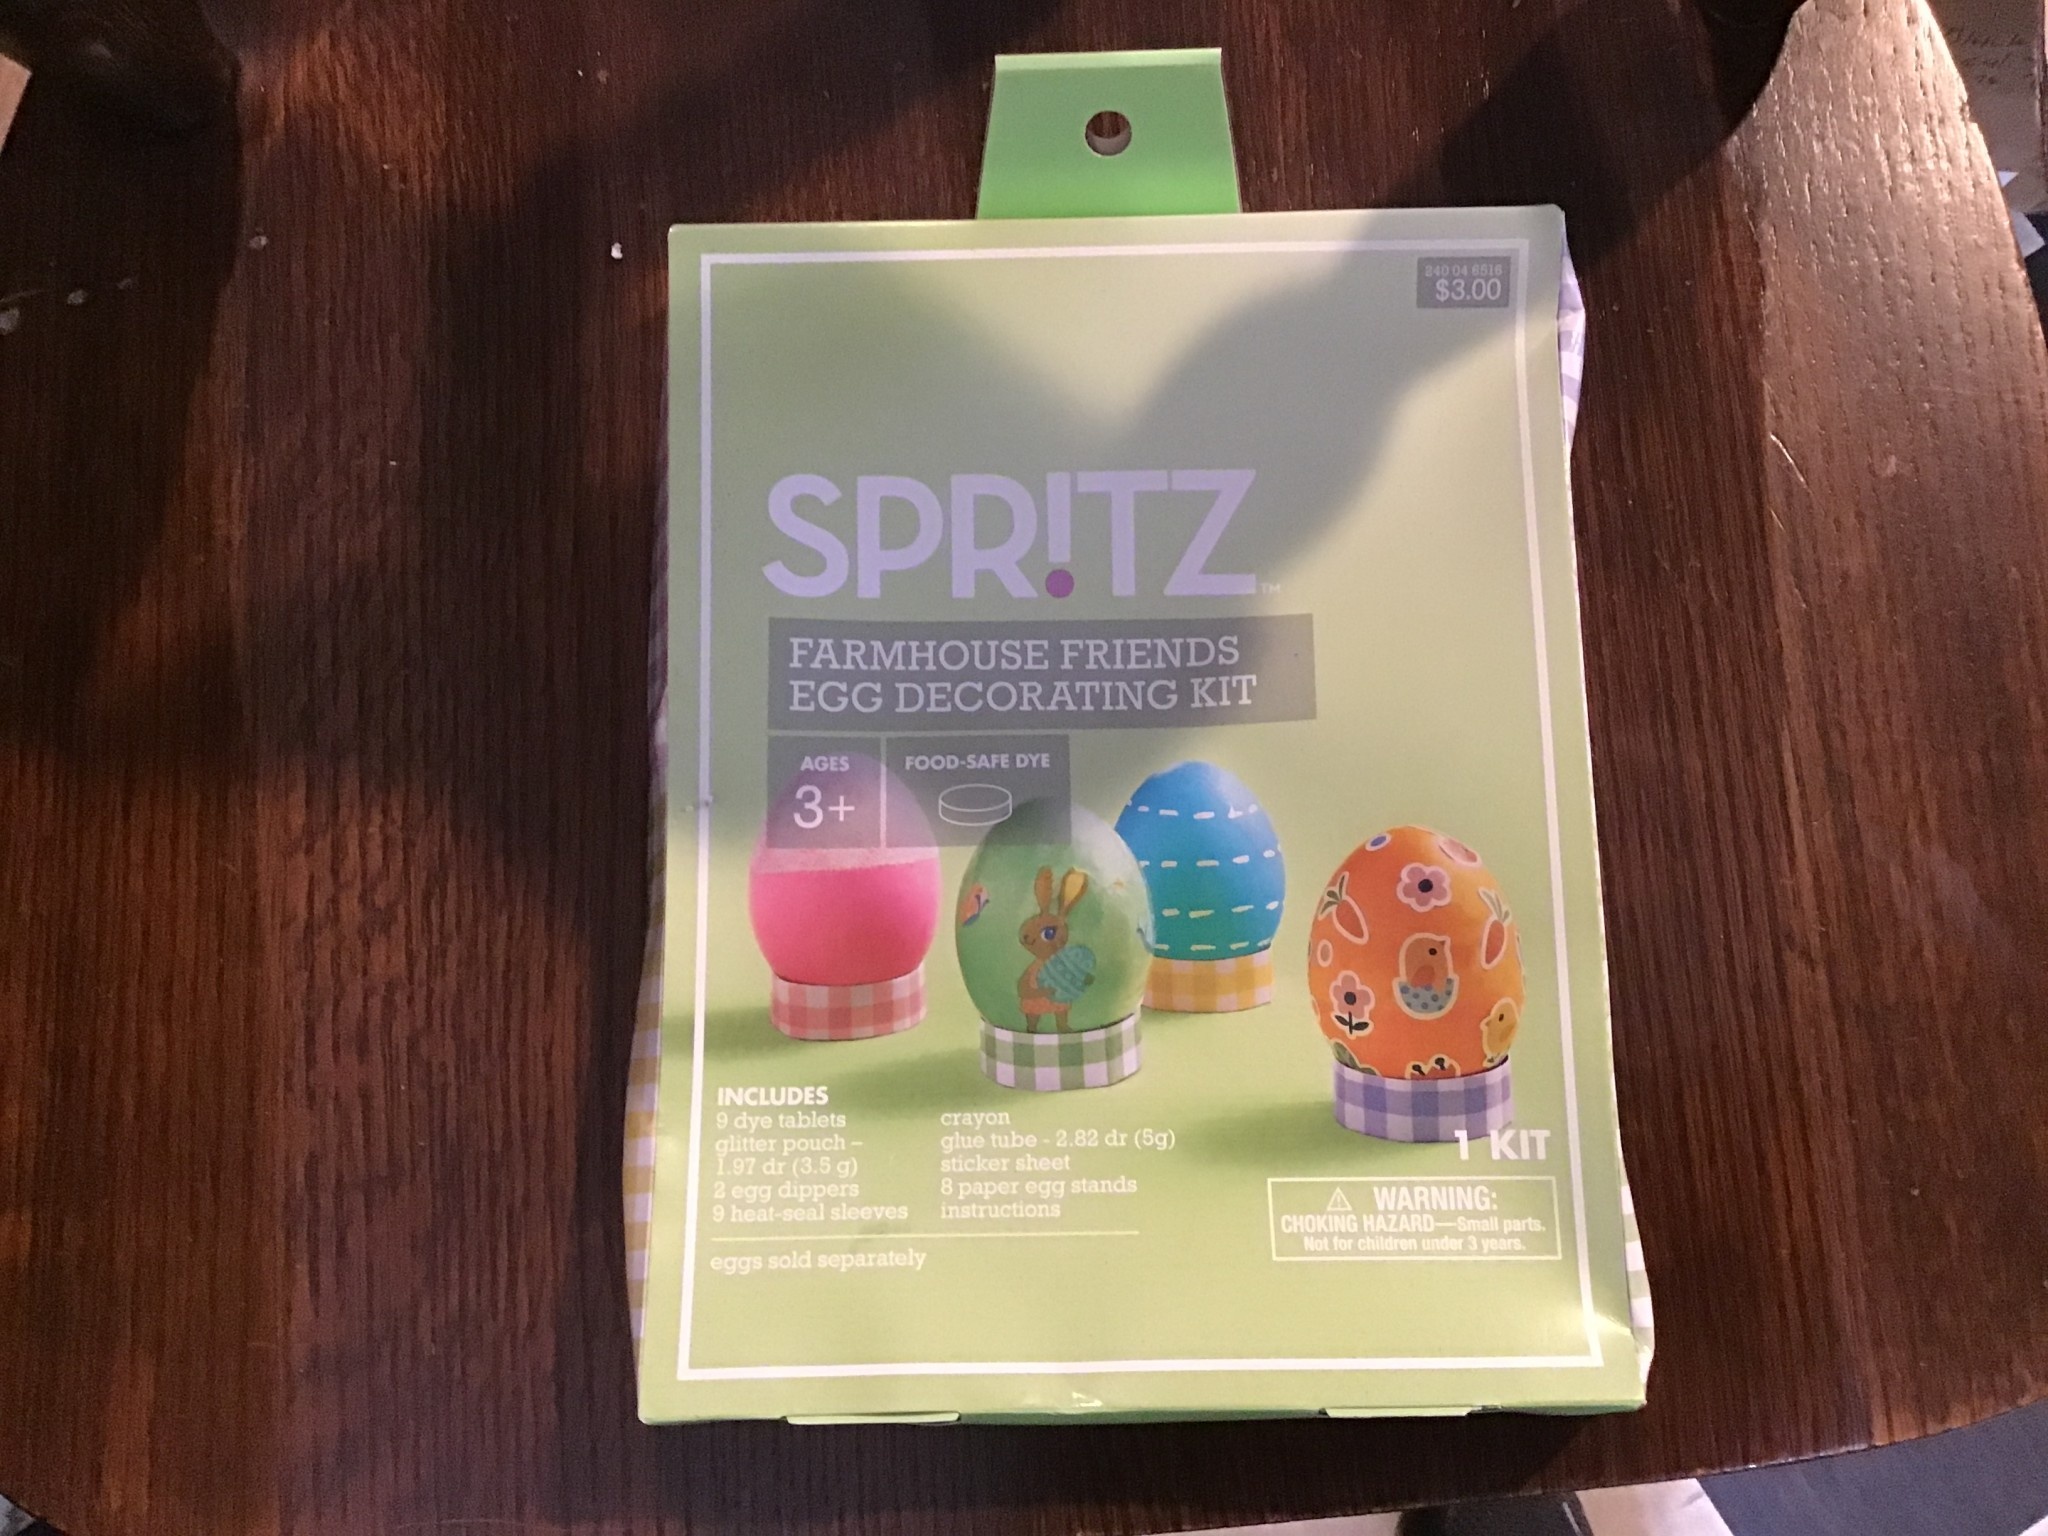 240 04 6516
$3.00
SPR!TZ™
FARMHOUSE FRIENDS
EGG DECORATING KIT
AGES
3+
FOOD-SAFE DYE
INCLUDES
9 dye tablets
glitter pouch –
1.97 dr (3.5 g)
2 egg dippers
9 heat-seal sleeves
crayon
glue tube - 2.82 dr (5g)
sticker sheet
8 paper egg stands
instructions
eggs sold separately
1 KIT
⚠ WARNING:
CHOKING HAZARD—Small parts.
Not for children under 3 years.